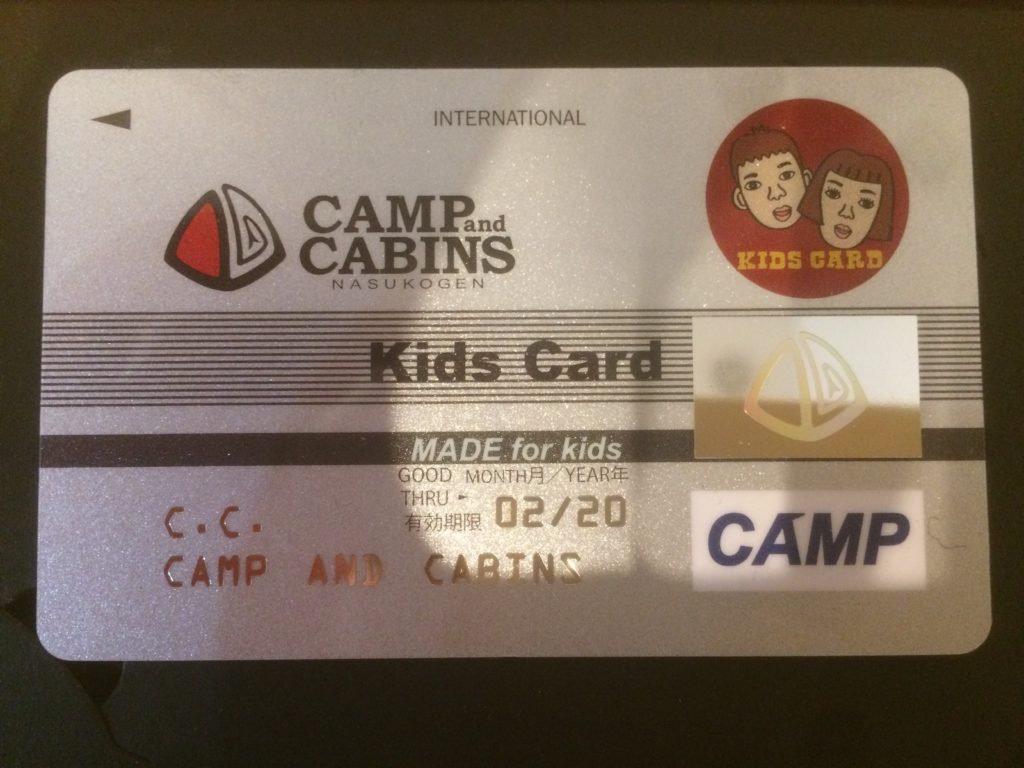 INTERNATIONAL
CAMP and
CABINS
NASUKOGEN
KIDS CARD
Kids Card
MADE for kids
GOOD MONTH月/YEAR年
THRU
有効期限 02/20
C.C.
CAMP AND CABINS
CAMP